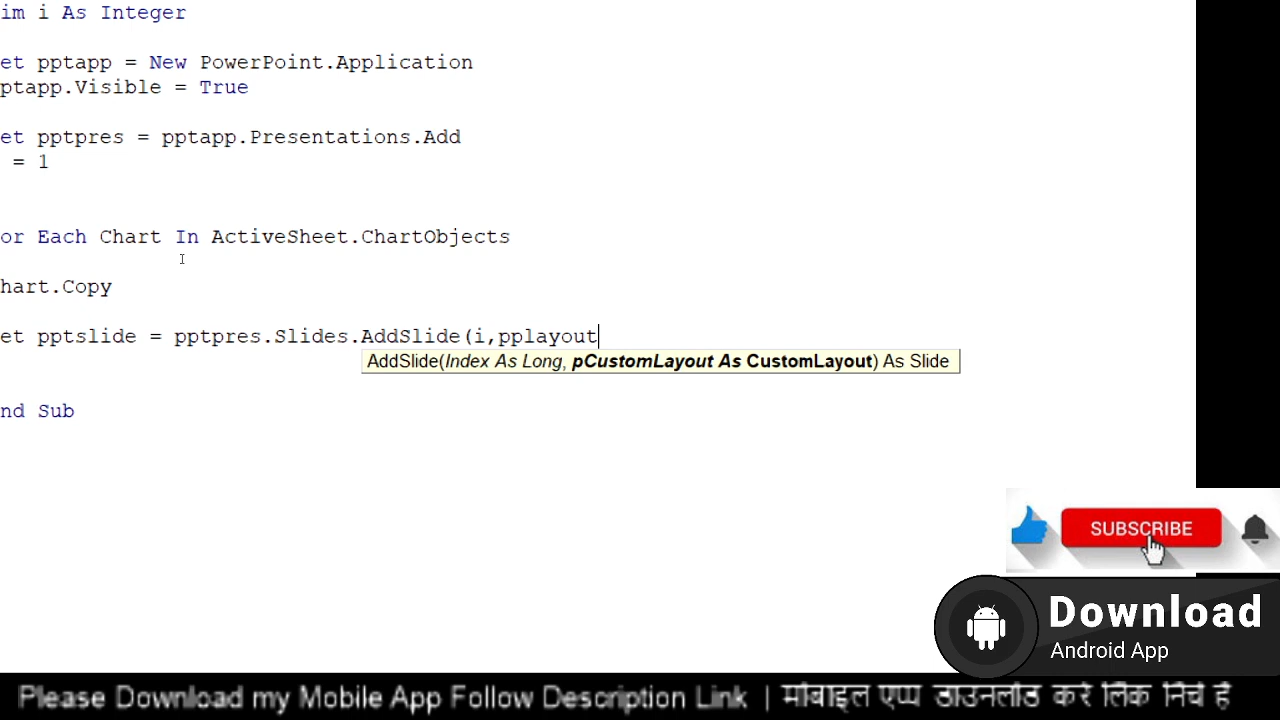 im i As Integer
et pptapp = New PowerPoint.Application
ptapp.Visible = True
et pptpres = pptapp.Presentations.Add
= 1
or Each Chart In ActiveSheet.ChartObjects
hart.Copy
et pptslide = pptpres.Slides.AddSlide(i,pplayout
AddSlide(Index As Long, pCustomLayout As CustomLayout) As Slide
nd Sub
SUBSCRIBE
Download
Android App
Please Download my Mobile App Follow Description Link | मोबाइल एप्प डाउनलोड करे लिंक निचे है